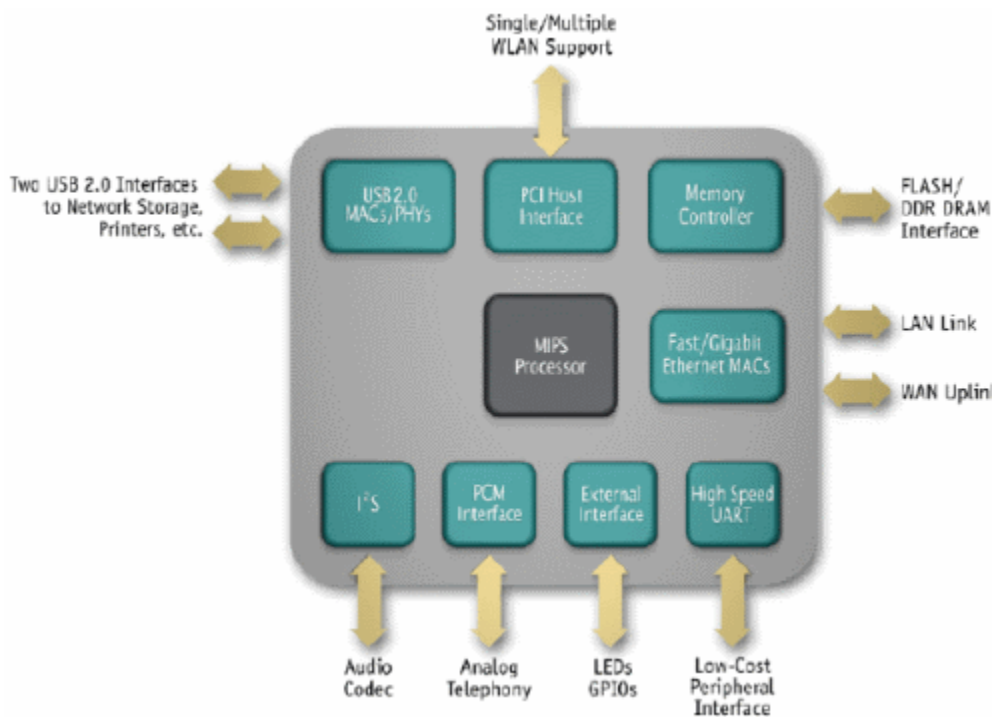 Single/Multiple
WLAN Support
Two USB 2.0 Interfaces
to Network Storage,
Printers, etc.
USB 2.0
MACs,PHYs
PCI Host
Interface
Memory
Controller
FLASH/
DDR DRAM
Interface
MIPS
Processor
Fast/Gigabit
Ethernet MACs
LAN Link
WAN Uplink
I²S
PCM
Interface
External
Interface
High Speed
UART
Audio
Codec
Analog
Telephony
LEDs
GPIOs
Low-Cost
Peripheral
Interface